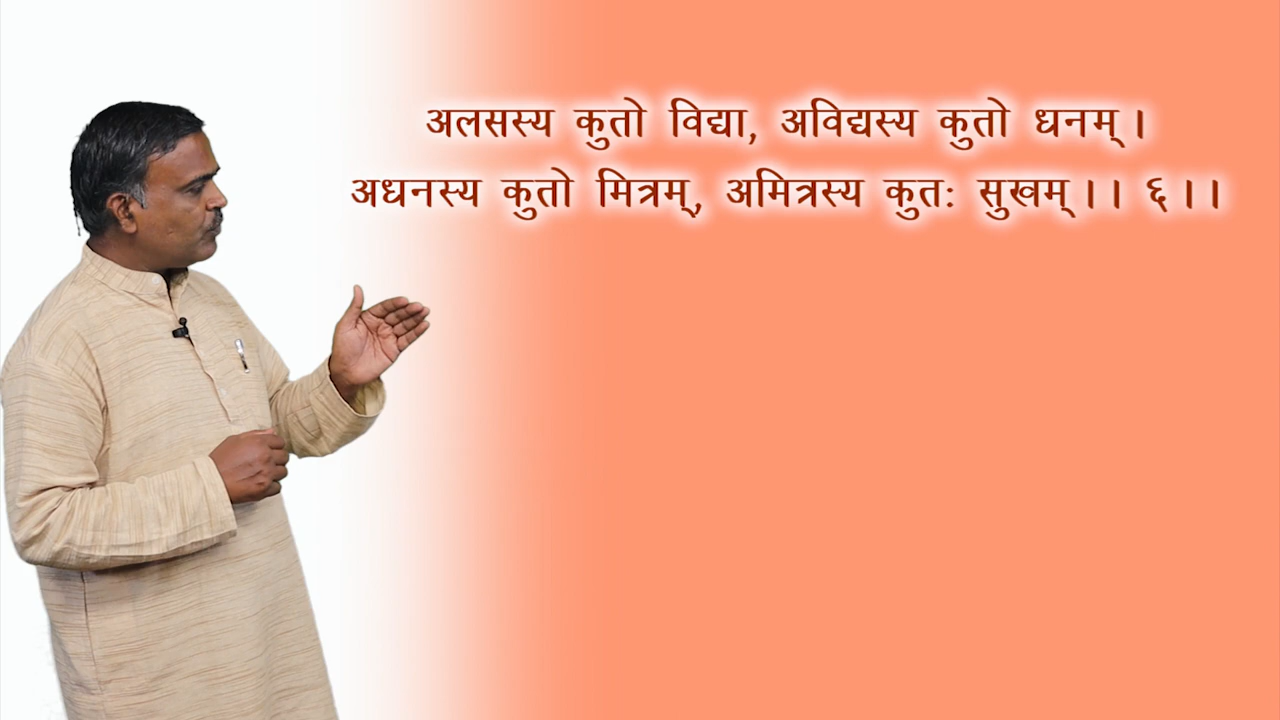 अलसस्य कुतो विद्या, अविद्यस्य कुतो धनम् ।
अधनस्य कुतो मित्रम्, अमित्रस्य कुतः सुखम् ।। ६ ।।